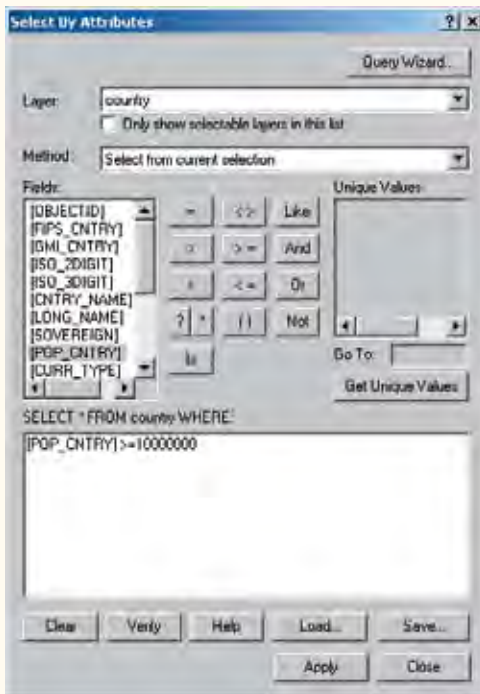 Select By Attributes
Query Wizard...
Layer: country
Only show selectable layers in this list
Method: Select from current selection
Fields:
Unique Values:
[OBJECTID]
[FIPS_CNTRY]
[GMI_CNTRY]
[ISO_2DIGIT]
[ISO_3DIGIT]
[CNTRY_NAME]
[LONG_NAME]
[SOVEREIGN]
[POP_CNTRY]
[CURR_TYPE]
= <> Like
> >= And
< <= Or
? * ( ) Not
Is
Go To:
Get Unique Values
SELECT * FROM country WHERE:
[POP_CNTRY] >=10000000
Clear Verify Help Load... Save...
Apply Close